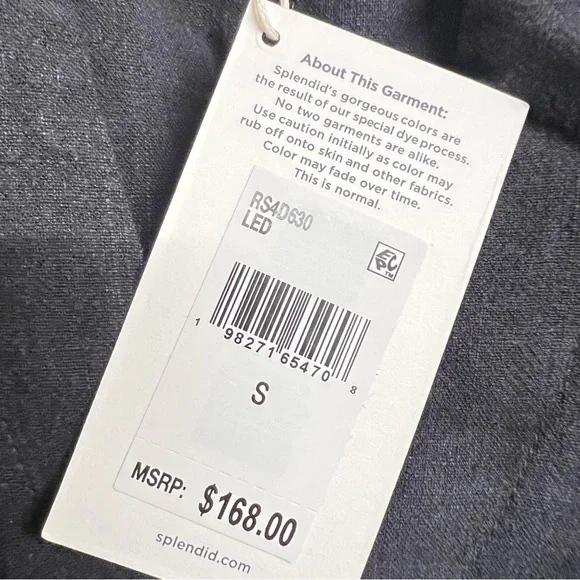 About This Garment:
Splendid's gorgeous colors are
the result of our special dye process.
No two garments are alike.
Use caution initially as color may
rub off onto skin and other fabrics.
Color may fade over time.
This is normal.
RS4D630
LED
EPC™
1 98271 65470 8
S
MSRP: $168.00
splendid.com